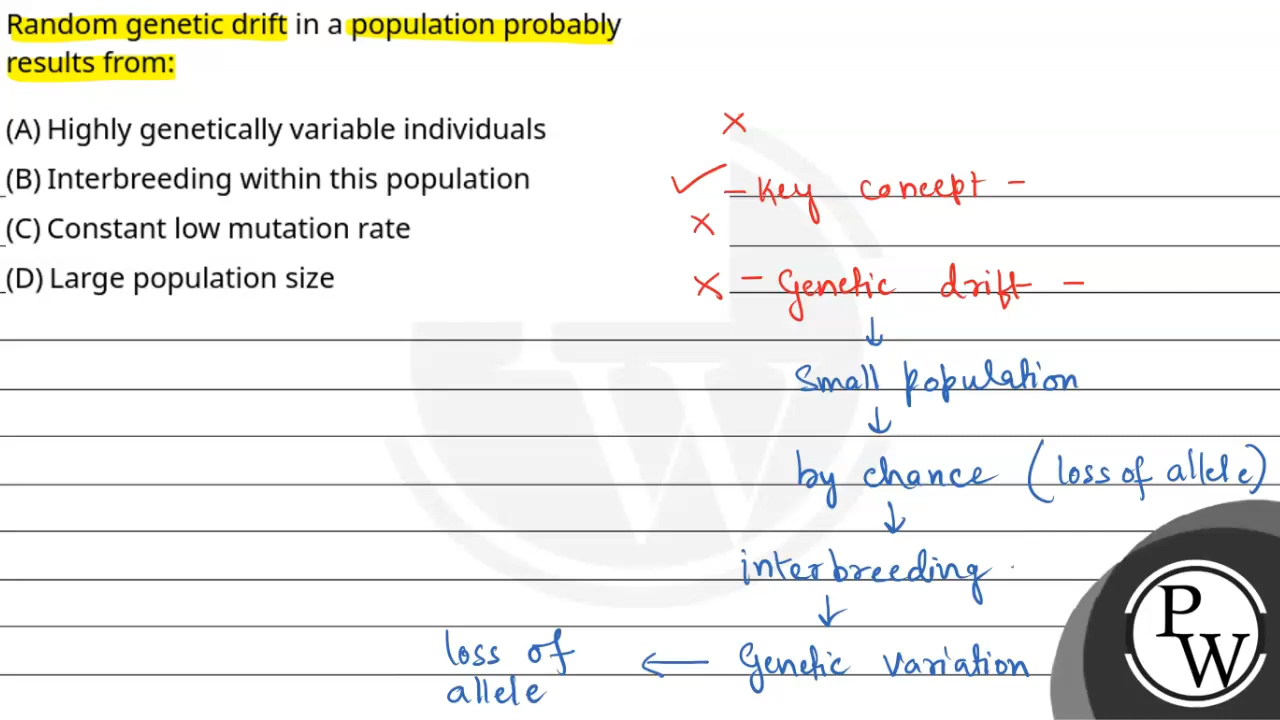 Random genetic drift in a population probably
results from:
(A) Highly genetically variable individuals
(B) Interbreeding within this population
(C) Constant low mutation rate
(D) Large population size
- Key concept -
- Genetic drift -
Small population
by chance (loss of allele)
interbreeding
Genetic variation
loss of
allele
PW